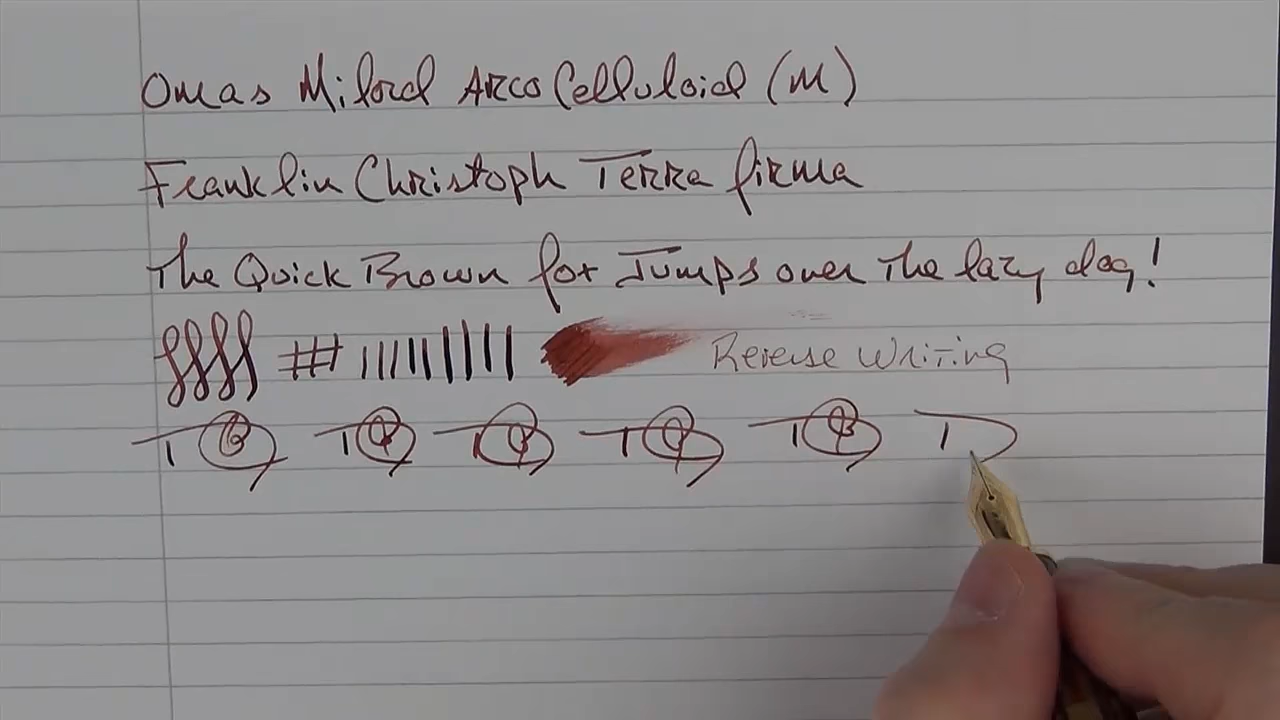 Omas Milord Arco Celluloid (M)
Franklin Christoph Terra firma
The Quick Brown fox Jumps over The lazy dog!
Reverse Writing